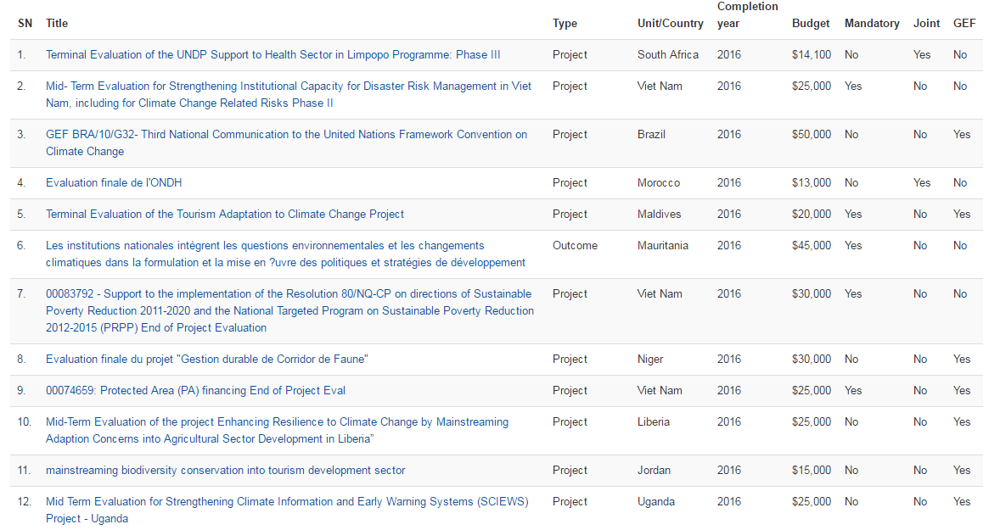 Completion
SN Title Type Unit/Country year Budget Mandatory Joint GEF
1. Terminal Evaluation of the UNDP Support to Health Sector in Limpopo Programme: Phase III Project South Africa 2016 $14,100 No Yes No
2. Mid- Term Evaluation for Strengthening Institutional Capacity for Disaster Risk Management in Viet Project Viet Nam 2016 $25,000 Yes No No
Nam, including for Climate Change Related Risks Phase II
3. GEF BRA/10/G32- Third National Communication to the United Nations Framework Convention on Project Brazil 2016 $50,000 No No Yes
Climate Change
4. Evaluation finale de l'ONDH Project Morocco 2016 $13,000 No Yes No
5. Terminal Evaluation of the Tourism Adaptation to Climate Change Project Project Maldives 2016 $20,000 Yes No Yes
6. Les institutions nationales intègrent les questions environnementales et les changements Outcome Mauritania 2016 $45,000 Yes No No
climatiques dans la formulation et la mise en ?uvre des politiques et stratégies de développement
7. 00083792 - Support to the implementation of the Resolution 80/NQ-CP on directions of Sustainable Project Viet Nam 2016 $30,000 Yes No No
Poverty Reduction 2011-2020 and the National Targeted Program on Sustainable Poverty Reduction
2012-2015 (PRPP) End of Project Evaluation
8. Evaluation finale du projet "Gestion durable de Corridor de Faune" Project Niger 2016 $30,000 No No Yes
9. 00074659: Protected Area (PA) financing End of Project Eval Project Viet Nam 2016 $25,000 Yes No Yes
10. Mid-Term Evaluation of the project Enhancing Resilience to Climate Change by Mainstreaming Project Liberia 2016 $25,000 No No Yes
Adaption Concerns into Agricultural Sector Development in Liberia”
11. mainstreaming biodiversity conservation into tourism development sector Project Jordan 2016 $15,000 No No Yes
12. Mid Term Evaluation for Strengthening Climate Information and Early Warning Systems (SCIEWS) Project Uganda 2016 $25,000 No No Yes
Project - Uganda